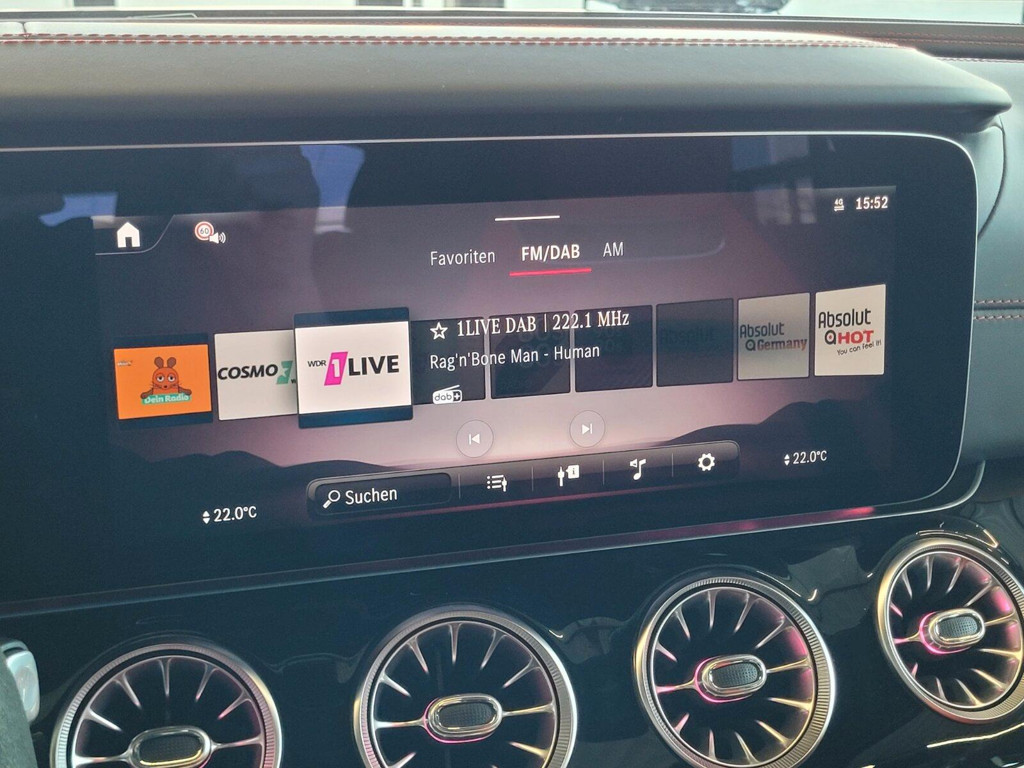 4G 15:52
60
Favoriten FM/DAB AM
1LIVE DAB | 222.1 MHz
Rag'n'Bone Man - Human
dab+
Dein Radio
COSMO
WDR 1LIVE
Absolut Germany
Absolut HOT
You can feel it!
Suchen
22.0°C
22.0°C